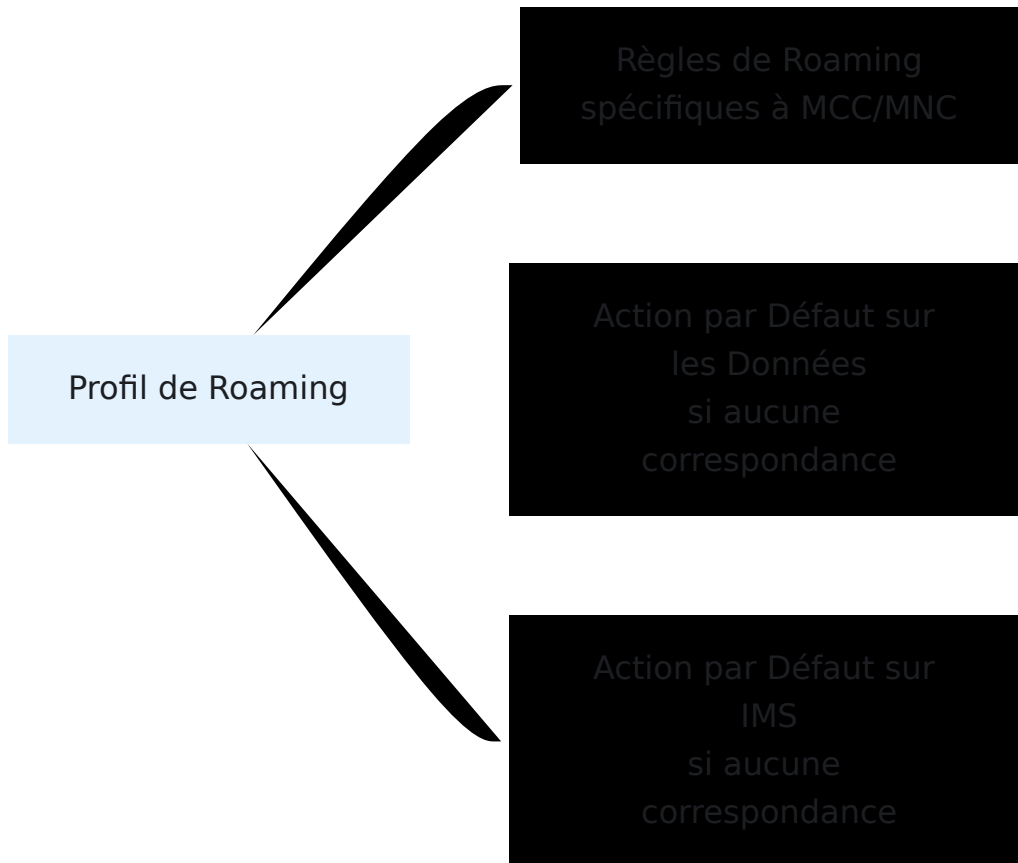 Règles de Roaming
spécifiques à MCC/MNC
Profil de Roaming
Action par Défaut sur
les Données
si aucune
correspondance
Action par Défaut sur
IMS
si aucune
correspondance